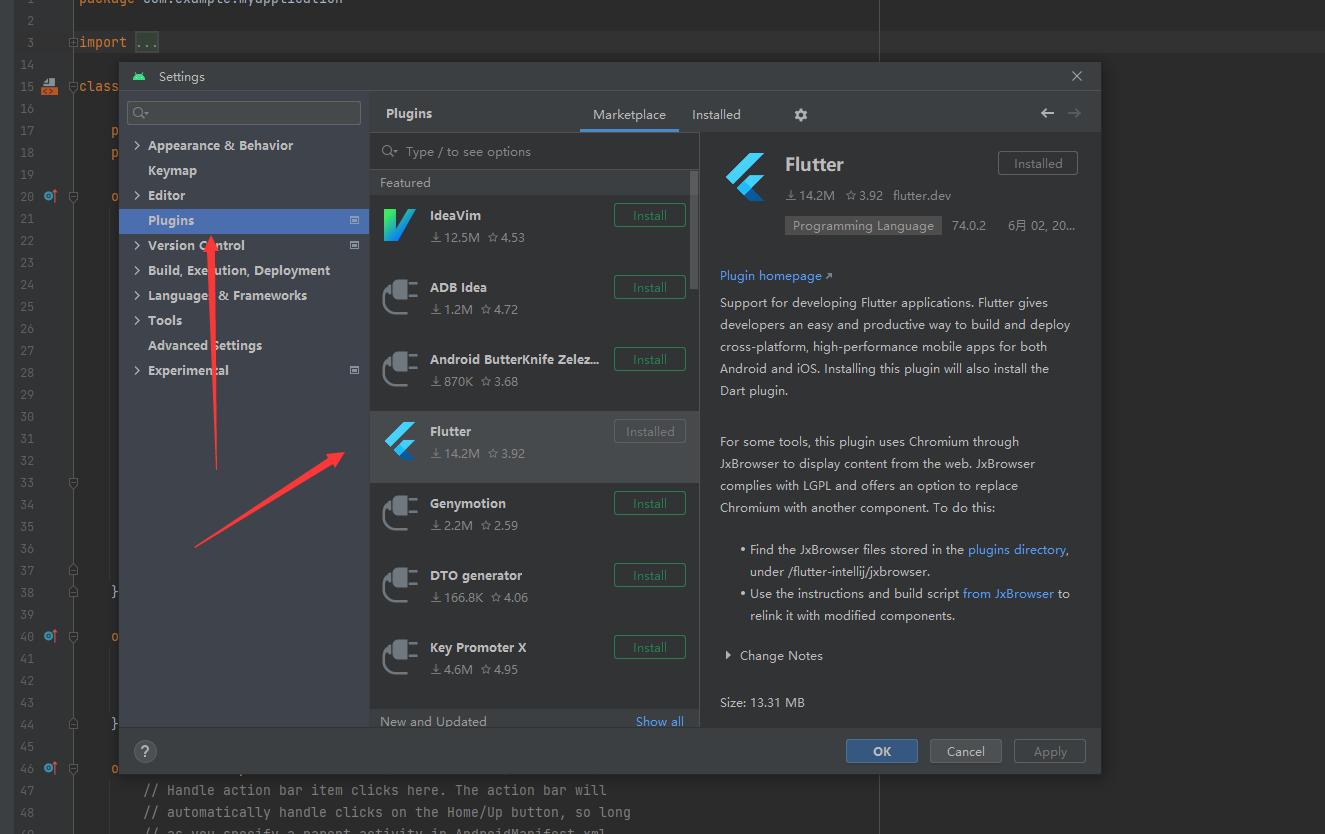 package com.example.myapplication
2
3 import ...
14
15 class
16
17 p
18 p
19
20 o
21
22
23
24
25
26
27
28
29
30
31
32
33
34
35
36
37
38 }
39
40 o
41
42
43
44 }
45
46 o
47 // Handle action bar item clicks here. The action bar will
48 // automatically handle clicks on the Home/Up button, so long
// as you specify a parent activity in AndroidManifest.xml.
Settings
Appearance & Behavior
Keymap
Editor
Plugins
Version Control
Build, Execution, Deployment
Languages & Frameworks
Tools
Advanced Settings
Experimental
Plugins
Marketplace
Installed
Type / to see options
Featured
IdeaVim
Install
12.5M 4.53
ADB Idea
Install
1.2M 4.72
Android ButterKnife Zelez...
Install
870K 3.68
Flutter
Installed
14.2M 3.92
Genymotion
Install
2.2M 2.59
DTO generator
Install
166.8K 4.06
Key Promoter X
Install
4.6M 4.95
New and Updated
Show all
Flutter
Installed
14.2M 3.92 flutter.dev
Programming Language 74.0.2 6月 02, 20...
Plugin homepage
Support for developing Flutter applications. Flutter gives
developers an easy and productive way to build and deploy
cross-platform, high-performance mobile apps for both
Android and iOS. Installing this plugin will also install the
Dart plugin.
For some tools, this plugin uses Chromium through
JxBrowser to display content from the web. JxBrowser
complies with LGPL and offers an option to replace
Chromium with another component. To do this:
• Find the JxBrowser files stored in the plugins directory,
under /flutter-intellij/jxbrowser.
• Use the instructions and build script from JxBrowser to
relink it with modified components.
Change Notes
Size: 13.31 MB
?
OK
Cancel
Apply